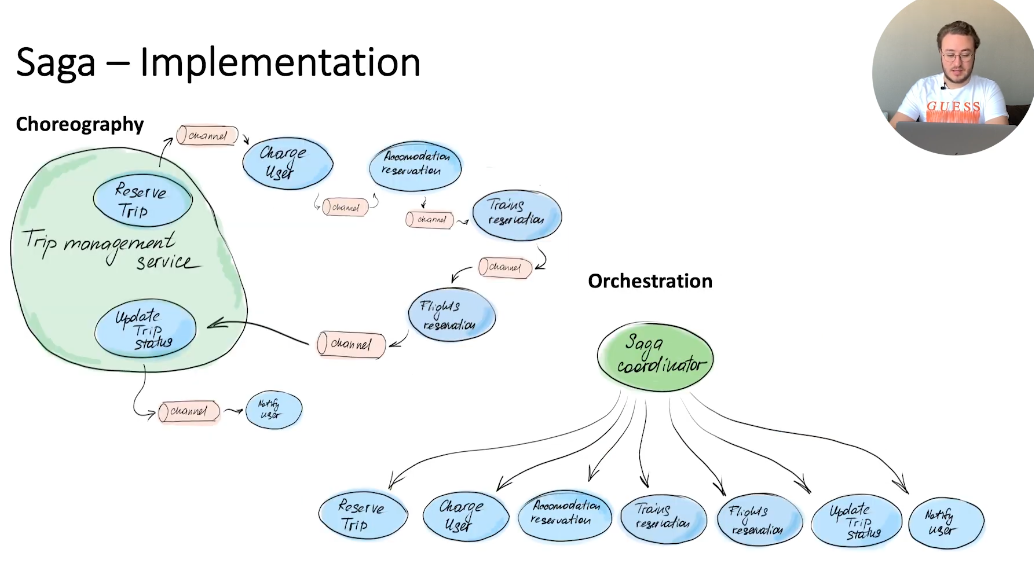 Saga – Implementation
Choreography
channel
Charge
User
Accomodation
reservation
Reserve
Trip
channel
channel
Trains
reservation
Trip management
service
channel
Flights
reservation
Update
Trip
Status
channel
channel
Notify
user
GUESS
Orchestration
Saga
coordinator
Reserve
Trip
Charge
User
Accomodation
reservation
Trains
reservation
Flights
reservation
Update
Trip
Status
Notify
user